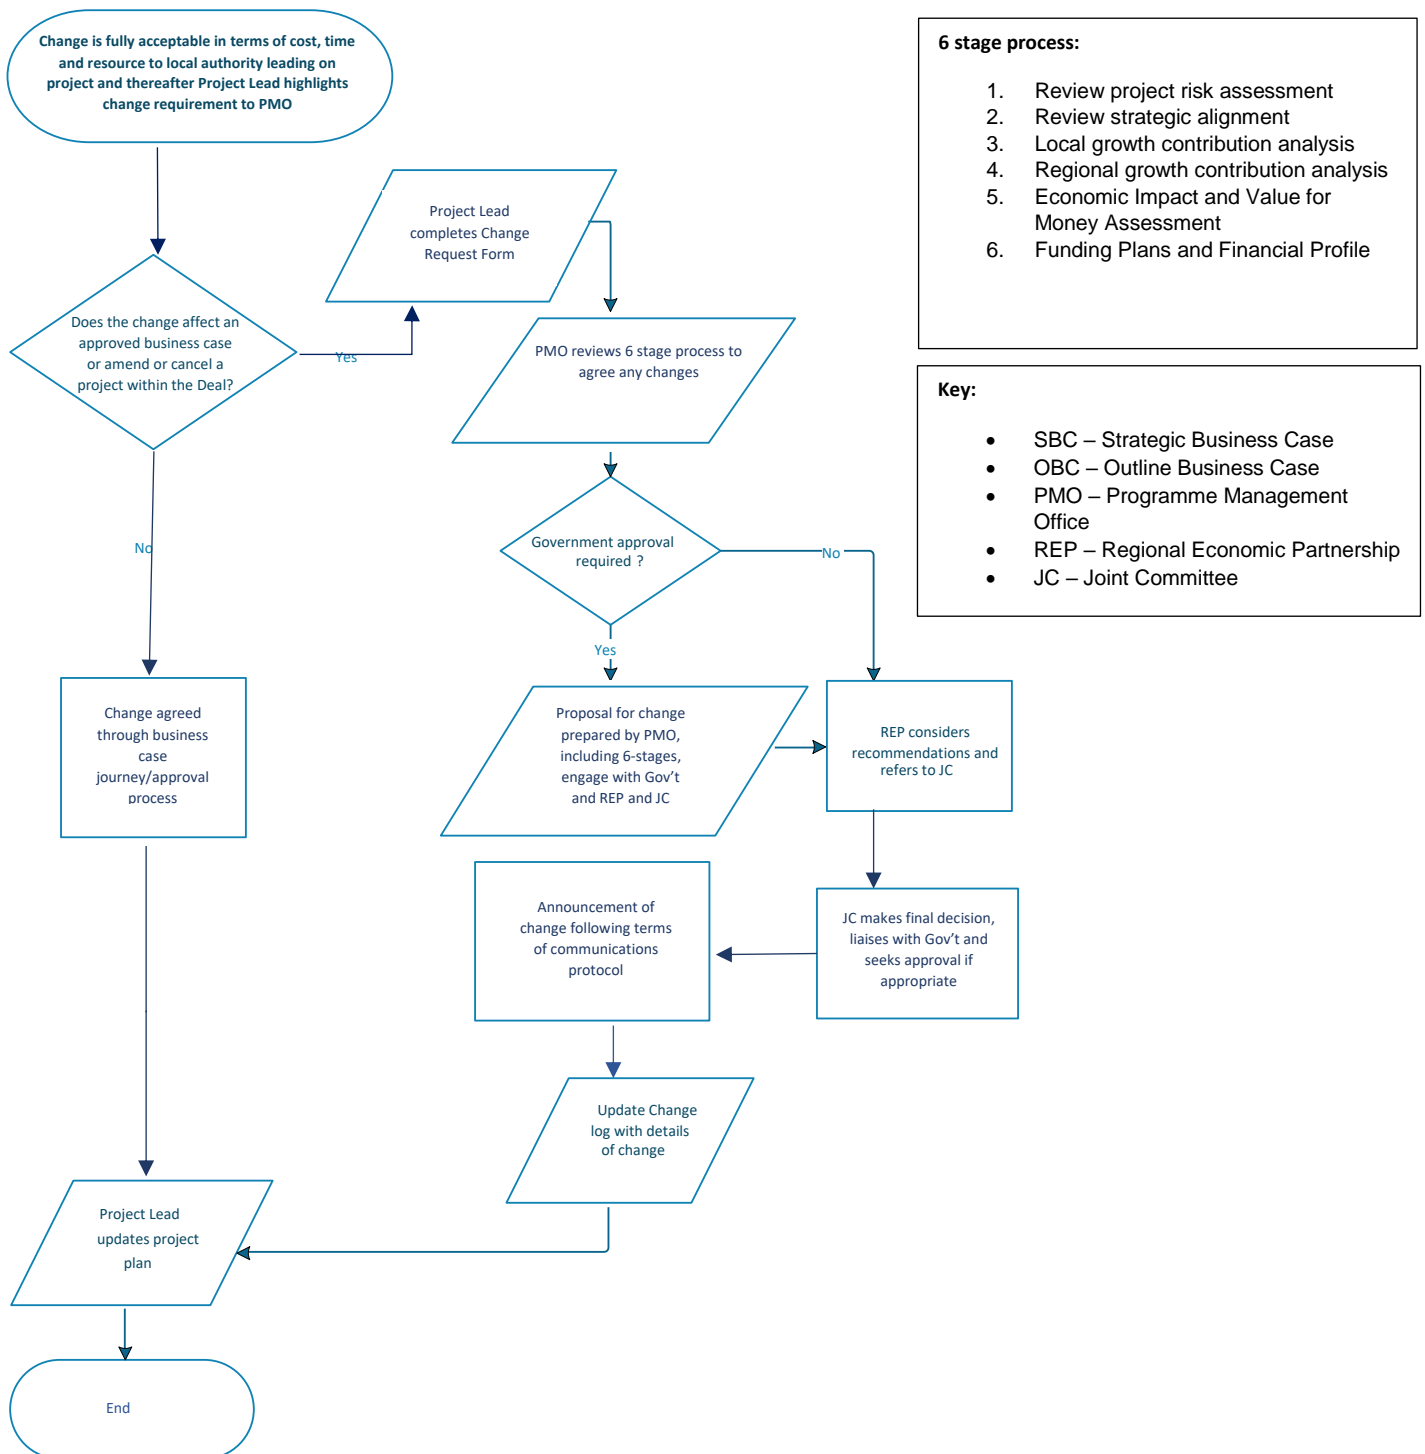 Change is fully acceptable in terms of cost, time
and resource to local authority leading on
project and thereafter Project Lead highlights
change requirement to PMO
6 stage process:
1. Review project risk assessment
2. Review strategic alignment
3. Local growth contribution analysis
4. Regional growth contribution analysis
5. Economic Impact and Value for
Money Assessment
6. Funding Plans and Financial Profile
Project Lead
completes Change
Request Form
Does the change affect an
approved business case
or amend or cancel a
project within the Deal?
Yes
PMO reviews 6 stage process to
agree any changes
Key:
• SBC – Strategic Business Case
• OBC – Outline Business Case
• PMO – Programme Management
Office
• REP – Regional Economic Partnership
• JC – Joint Committee
No
Government approval
required ?
No
Yes
Change agreed
through business
case
journey/approval
process
Proposal for change
prepared by PMO,
including 6-stages,
engage with Gov’t
and REP and JC
REP considers
recommendations and
refers to JC
Announcement of
change following terms
of communications
protocol
JC makes final decision,
liaises with Gov’t and
seeks approval if
appropriate
Update Change
log with details
of change
Project Lead
updates project
plan
End